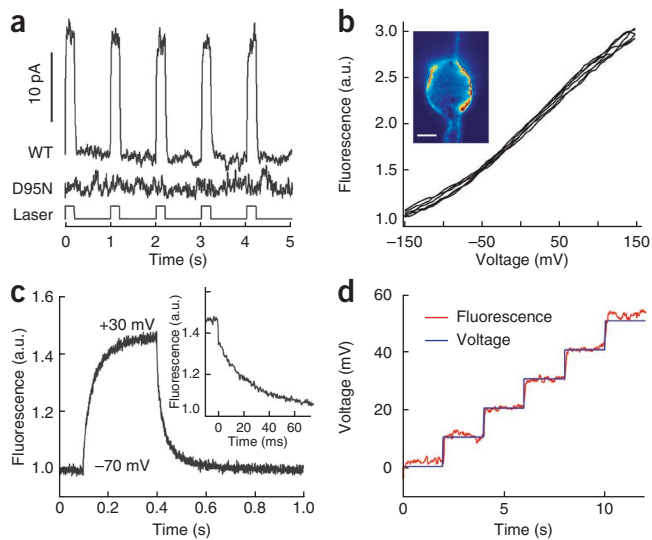 a
10 pA
WT
D95N
Laser
0 1 2 3 4 5
Time (s)
b
Fluorescence (a.u.)
3.0
2.5
2.0
1.5
1.0
–150 –50 50 150
Voltage (mV)
c
Fluorescence (a.u.)
1.6
1.4
1.2
1.0
+30 mV
–70 mV
0 0.2 0.4 0.6 0.8 1.0
Time (s)
Fluorescence (a.u.)
1.6
1.4
1.2
1.0
0 20 40 60
Time (ms)
d
Voltage (mV)
60
40
20
0
Fluorescence
Voltage
0 5 10
Time (s)